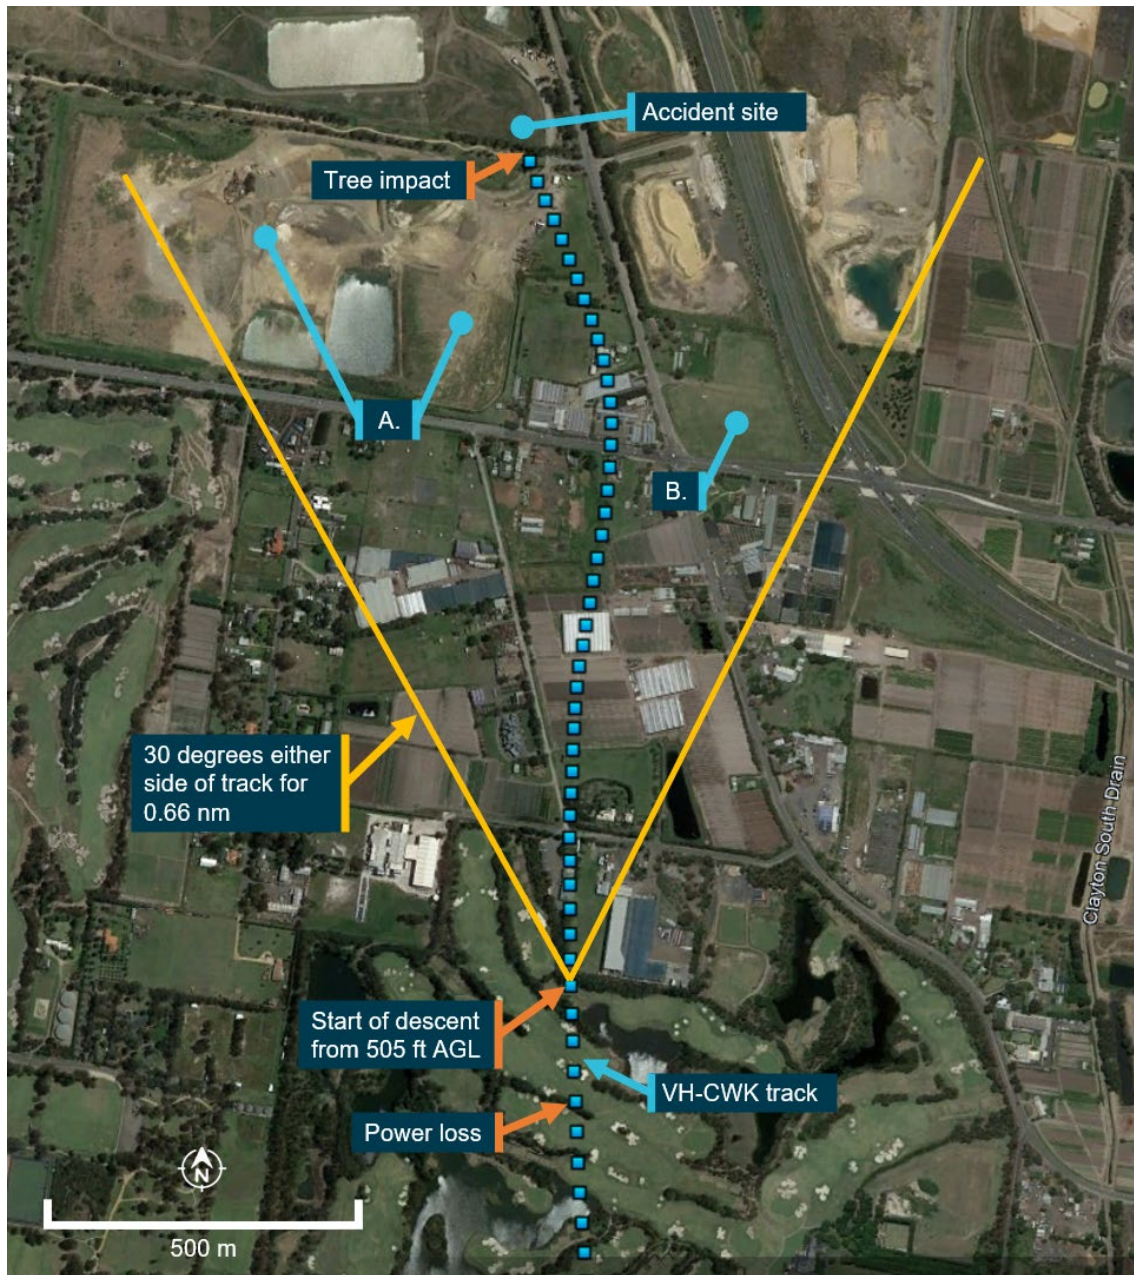 Accident site
Tree impact
A.
B.
30 degrees either
side of track for
0.66 nm
Clayton South Drain
Start of descent
from 505 ft AGL
VH-CWK track
Power loss
N
500 m